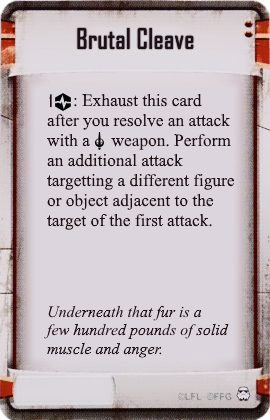 Brutal Cleave
1: Exhaust this card
after you resolve an attack
with a weapon. Perform
an additional attack
targetting a different figure
or object adjacent to the
target of the first attack.
Underneath that fur is a
few hundred pounds of solid
muscle and anger.
©LFL ©FFG